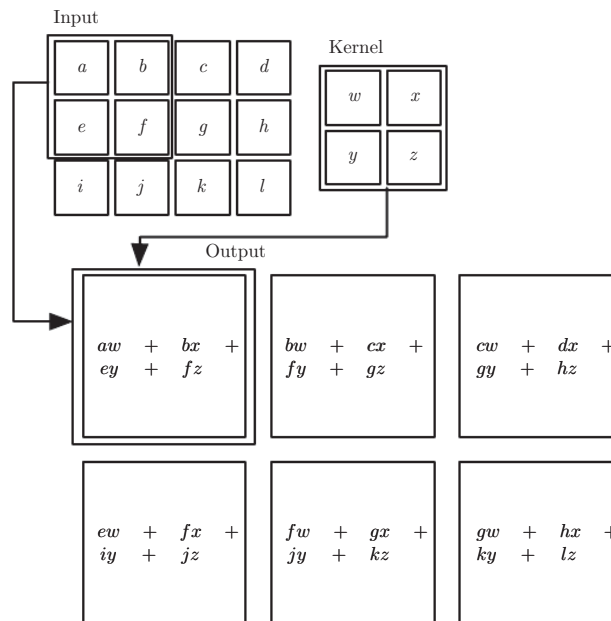 Input
a b c d
e f g h
i j k l
Kernel
w x
y z
Output
aw + bx +
ey + fz
bw + cx +
fy + gz
cw + dx +
gy + hz
ew + fx +
iy + jz
fw + gx +
jy + kz
gw + hx +
ky + lz